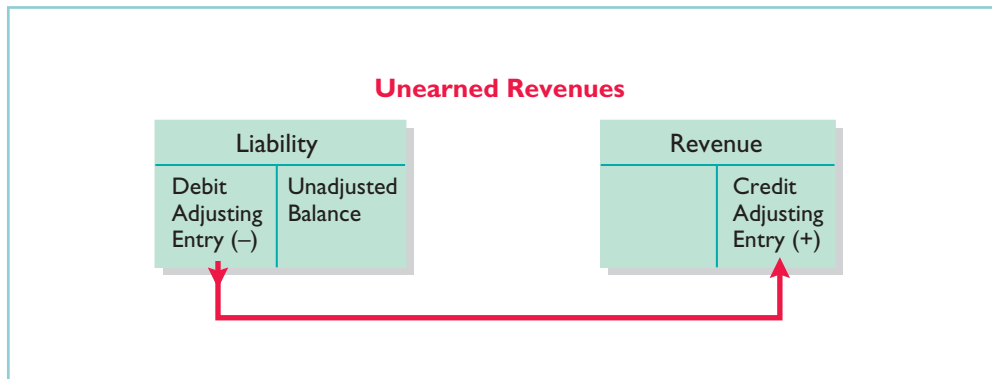 Unearned Revenues
Liability
Debit
Adjusting
Entry (–)
Unadjusted
Balance
Revenue
Credit
Adjusting
Entry (+)